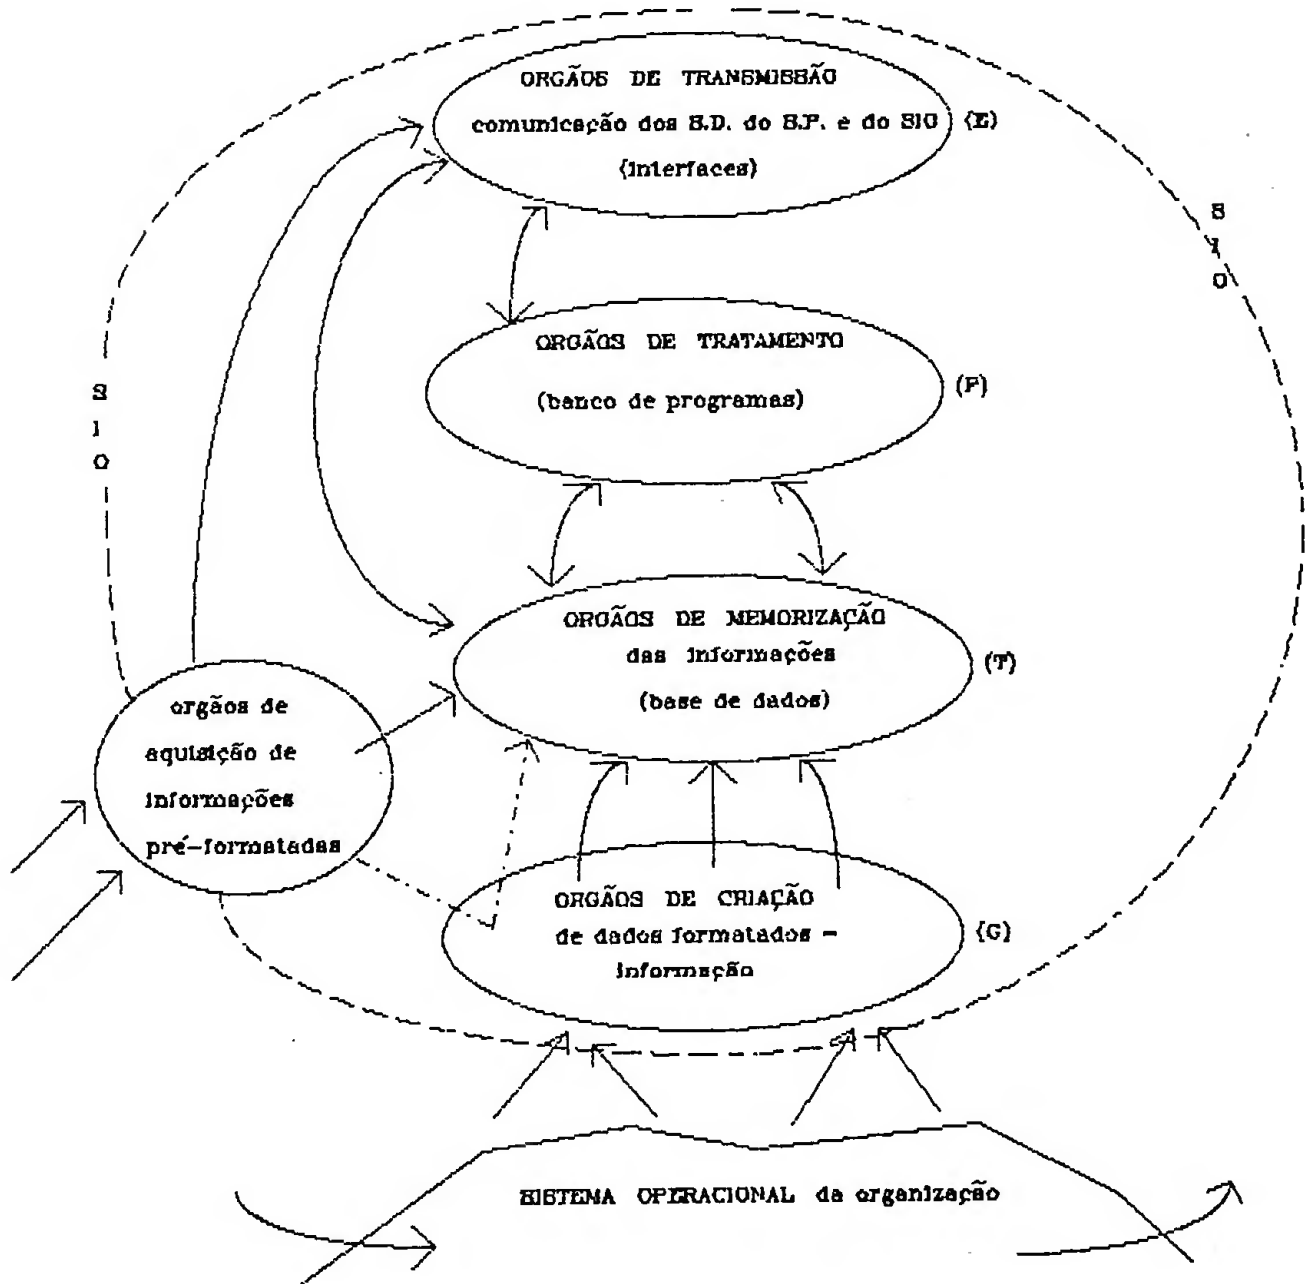 ORGÃOS DE TRANSMISSÃO
comunicação dos S.D. do S.P. e do SIO (E)
(interfaces)
S
I
O
ORGÃOS DE TRATAMENTO
(banco de programas) (P)
S
I
O
ORGÃOS DE MEMORIZAÇÃO
das informações (T)
(base de dados)
orgãos de
aquisição de
informações
pré-formatadas
ORGÃOS DE CRIAÇÃO
de dados formatados - (G)
informação
SISTEMA OPERACIONAL da organização